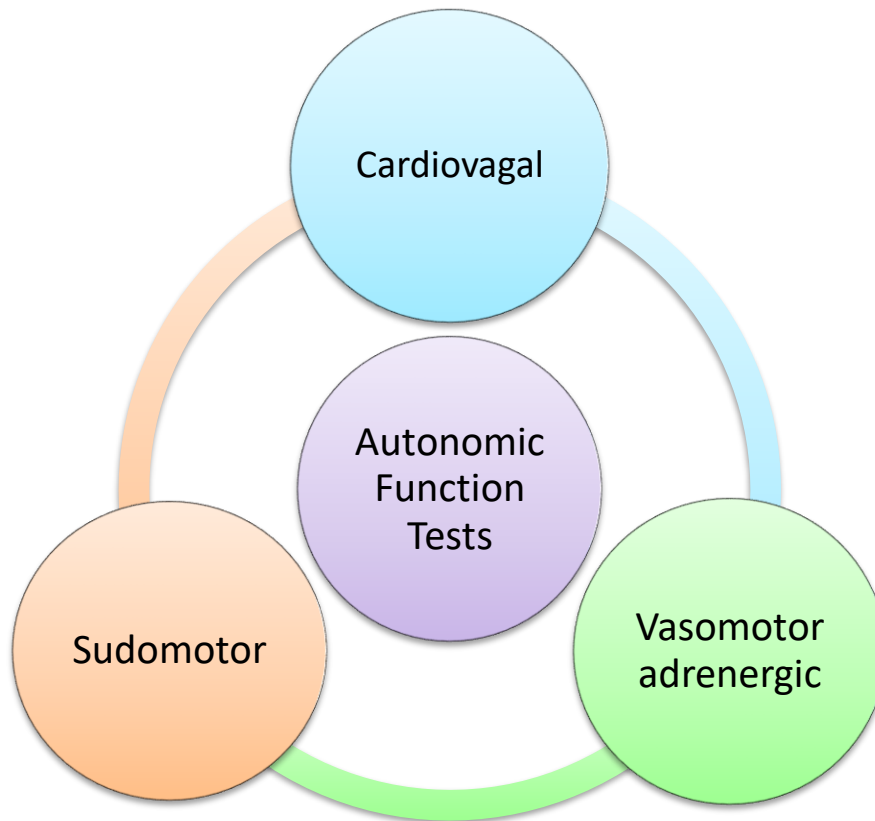 Cardiovagal
Autonomic
Function
Tests
Sudomotor
Vasomotor
adrenergic